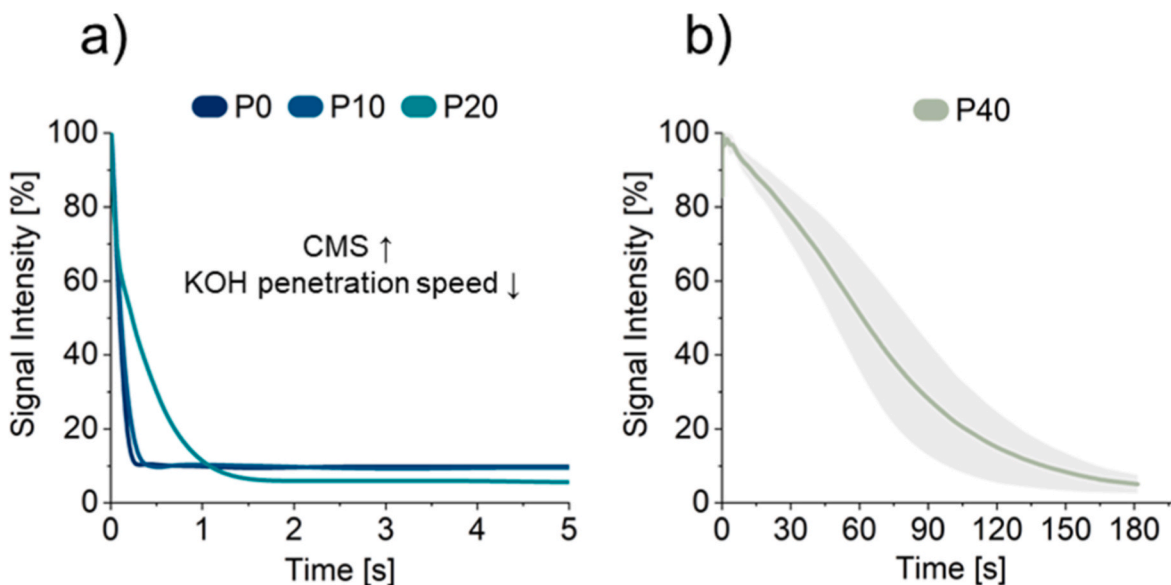 a)
P0 P10 P20
Signal Intensity [%]
100
80
60
40
20
0
CMS ↑
KOH penetration speed ↓
0 1 2 3 4 5
Time [s]
b)
P40
Signal Intensity [%]
100
80
60
40
20
0
0 30 60 90 120 150 180
Time [s]